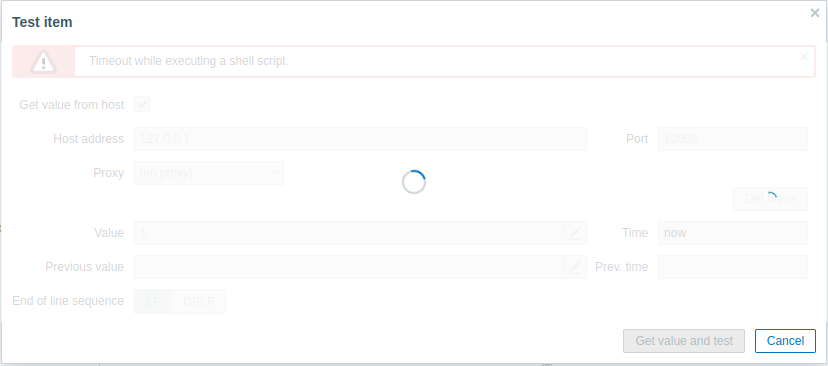 Test item
Timeout while executing a shell script.
Get value from host
Host address 127.0.0.1 Port 10050
Proxy (no proxy)
Get value
Value 1 Time now
Previous value Prev. time
End of line sequence LF CRLF
Get value and test Cancel